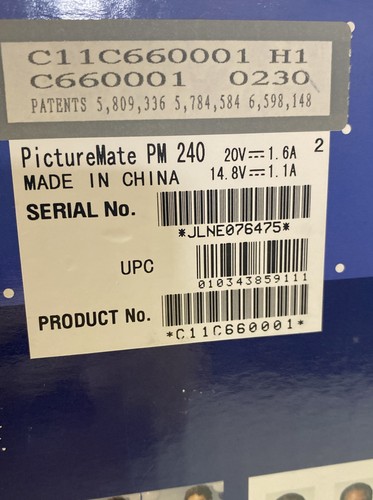 C11C660001 H1
C660001 0230
PATENTS 5,809,336 5,784,584 6,598,148
PictureMate PM 240 20V⎓1.6A 2
MADE IN CHINA 14.8V⎓1.1A
SERIAL No.
*JLNE076475*
UPC
010343859111
PRODUCT No.
*C11C660001*